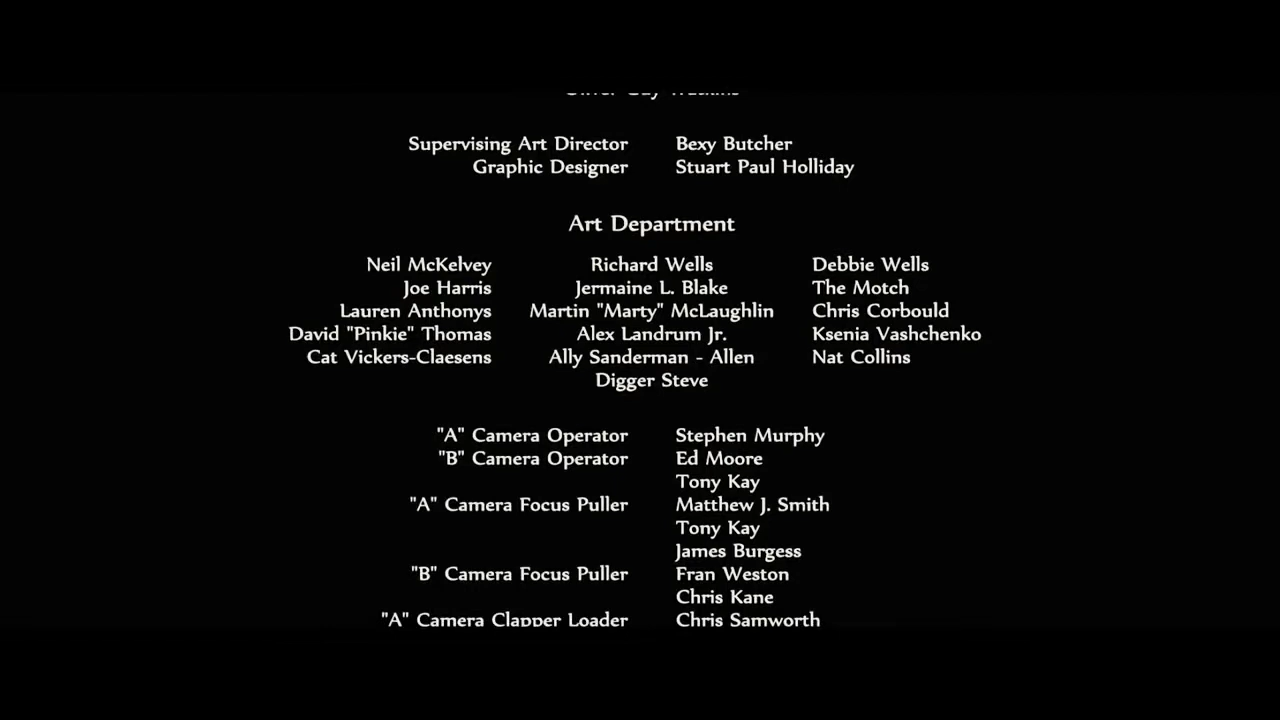 Supervising Art Director Bexy Butcher
Graphic Designer Stuart Paul Holliday
Art Department
Neil McKelvey Richard Wells Debbie Wells
Joe Harris Jermaine L. Blake The Motch
Lauren Anthonys Martin "Marty" McLaughlin Chris Corbould
David "Pinkie" Thomas Alex Landrum Jr. Ksenia Vashchenko
Cat Vickers-Claesens Ally Sanderman - Allen Nat Collins
Digger Steve
"A" Camera Operator Stephen Murphy
"B" Camera Operator Ed Moore
Tony Kay
"A" Camera Focus Puller Matthew J. Smith
Tony Kay
James Burgess
"B" Camera Focus Puller Fran Weston
Chris Kane
"A" Camera Clapper Loader Chris Samworth